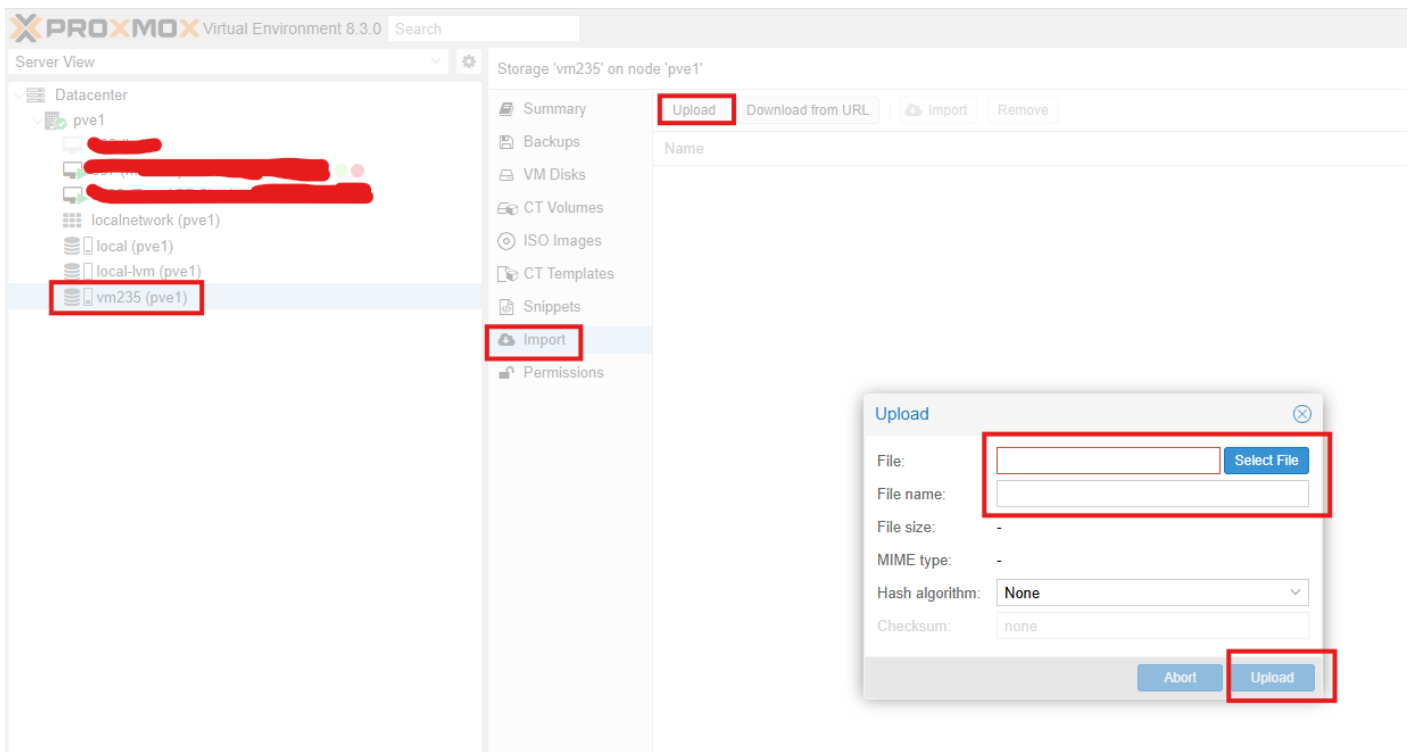 PROXMOX Virtual Environment 8.3.0 Search
Server View
Datacenter
pve1
localnetwork (pve1)
local (pve1)
local-lvm (pve1)
vm235 (pve1)
Storage 'vm235' on node 'pve1'
Summary
Backups
VM Disks
CT Volumes
ISO Images
CT Templates
Snippets
Import
Permissions
Upload Download from URL Import Remove
Name
Upload
File: Select File
File name:
File size: -
MIME type: -
Hash algorithm: None
Checksum: none
Abort Upload